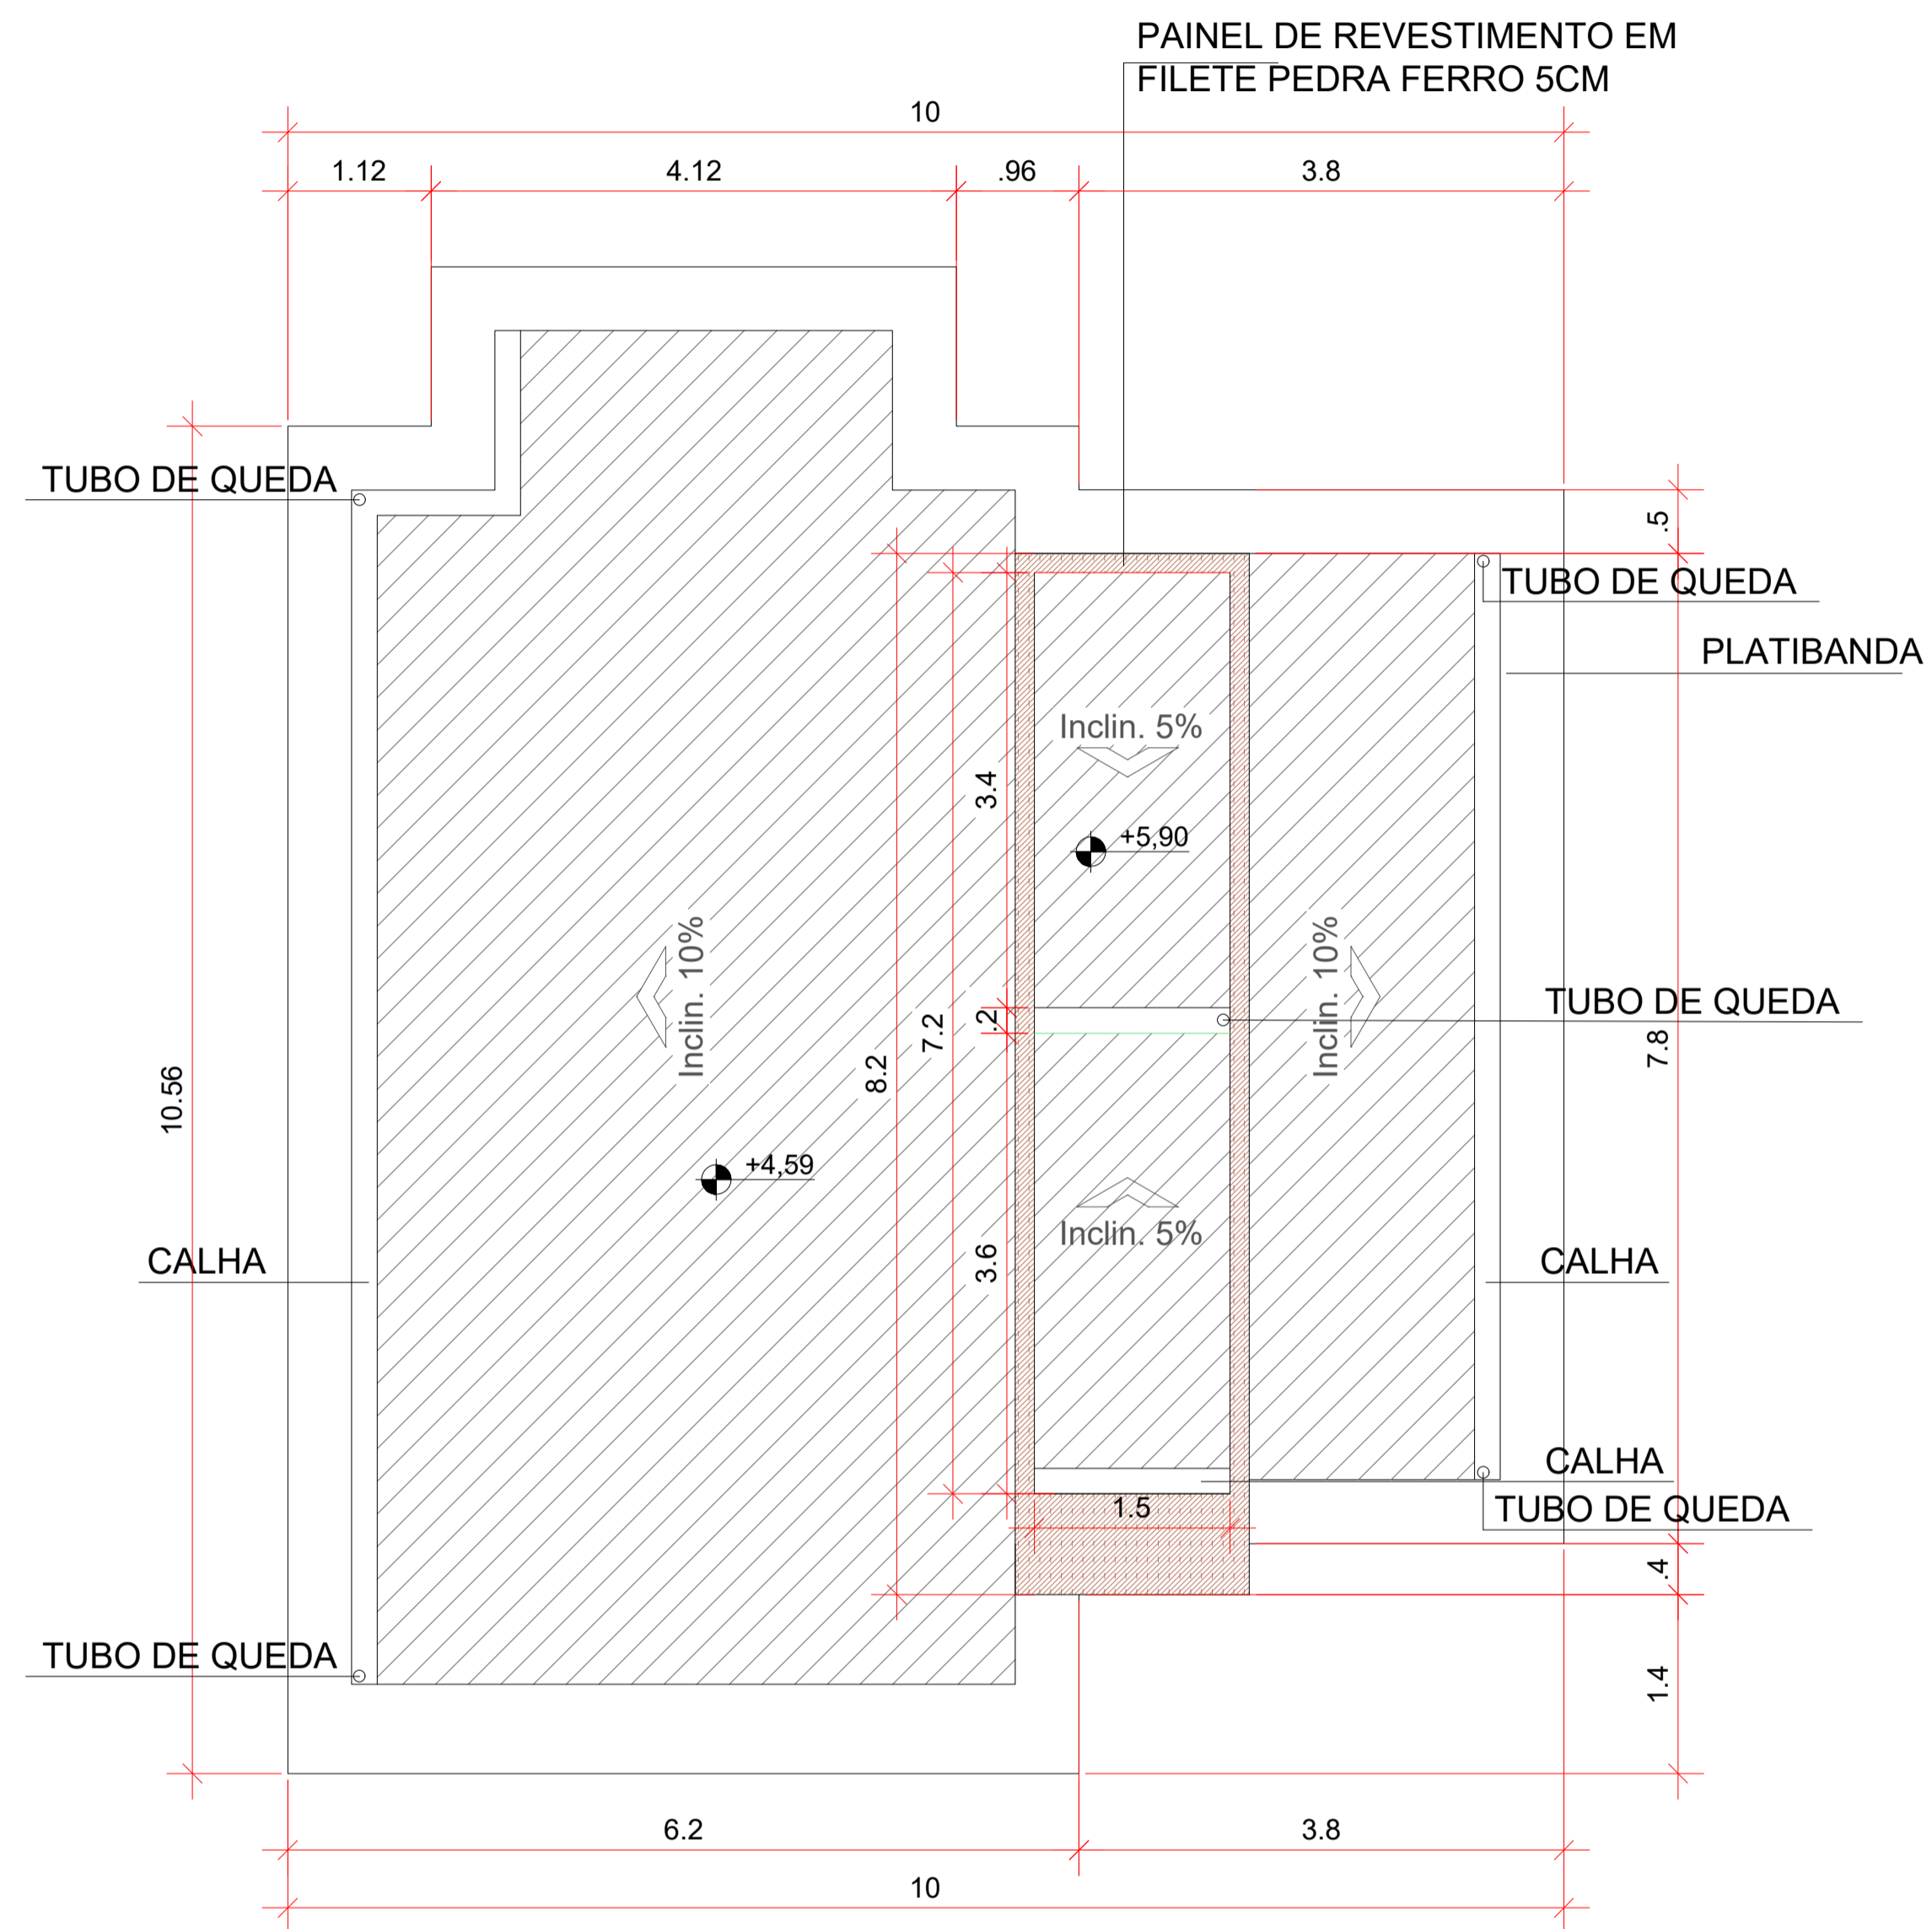 PAINEL DE REVESTIMENTO EM
FILETE PEDRA FERRO 5CM
10
1.12
4.12
.96
3.8
TUBO DE QUEDA
.5
TUBO DE QUEDA
PLATIBANDA
Inclin. 5%
3.4
+5,90
Inclin. 10%
Inclin. 10%
TUBO DE QUEDA
.2
7.2
7.8
8.2
10.56
+4,59
Inclin. 5%
3.6
CALHA
CALHA
CALHA
1.5
TUBO DE QUEDA
.4
TUBO DE QUEDA
1.4
6.2
3.8
10